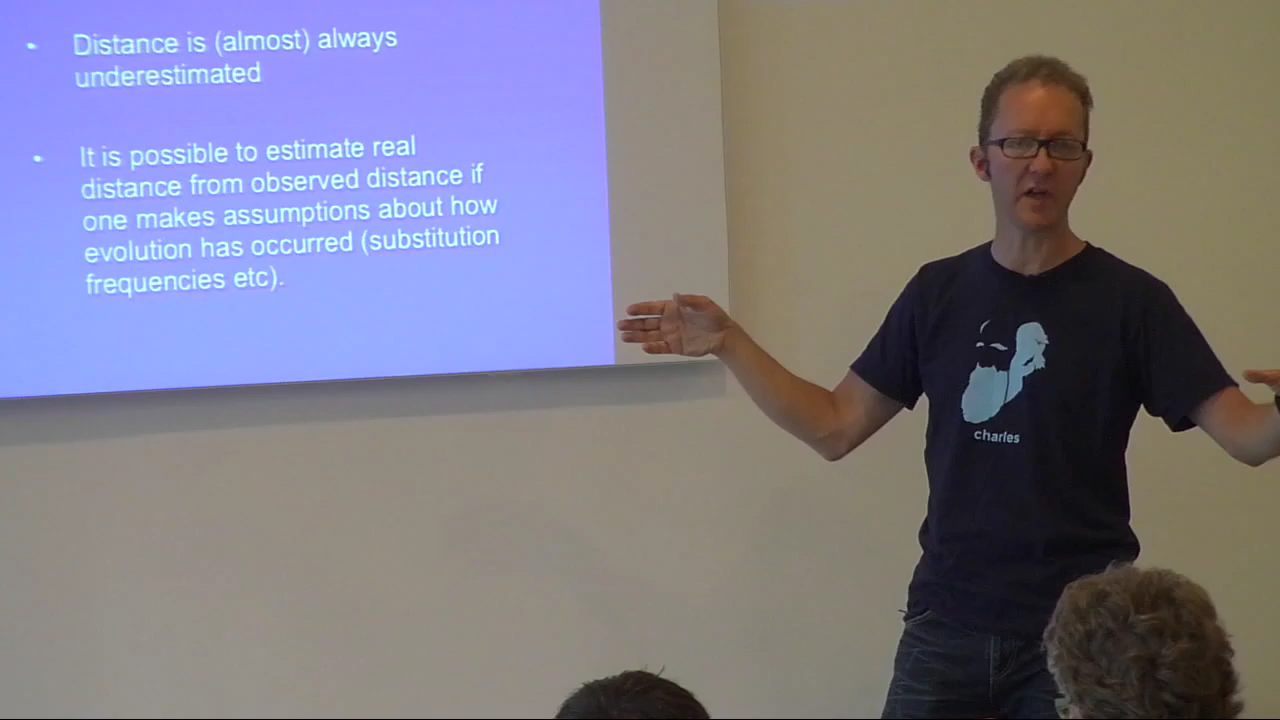 Distance is (almost) always
underestimated
It is possible to estimate real
distance from observed distance if
one makes assumptions about how
evolution has occurred (substitution
frequencies etc).
charles